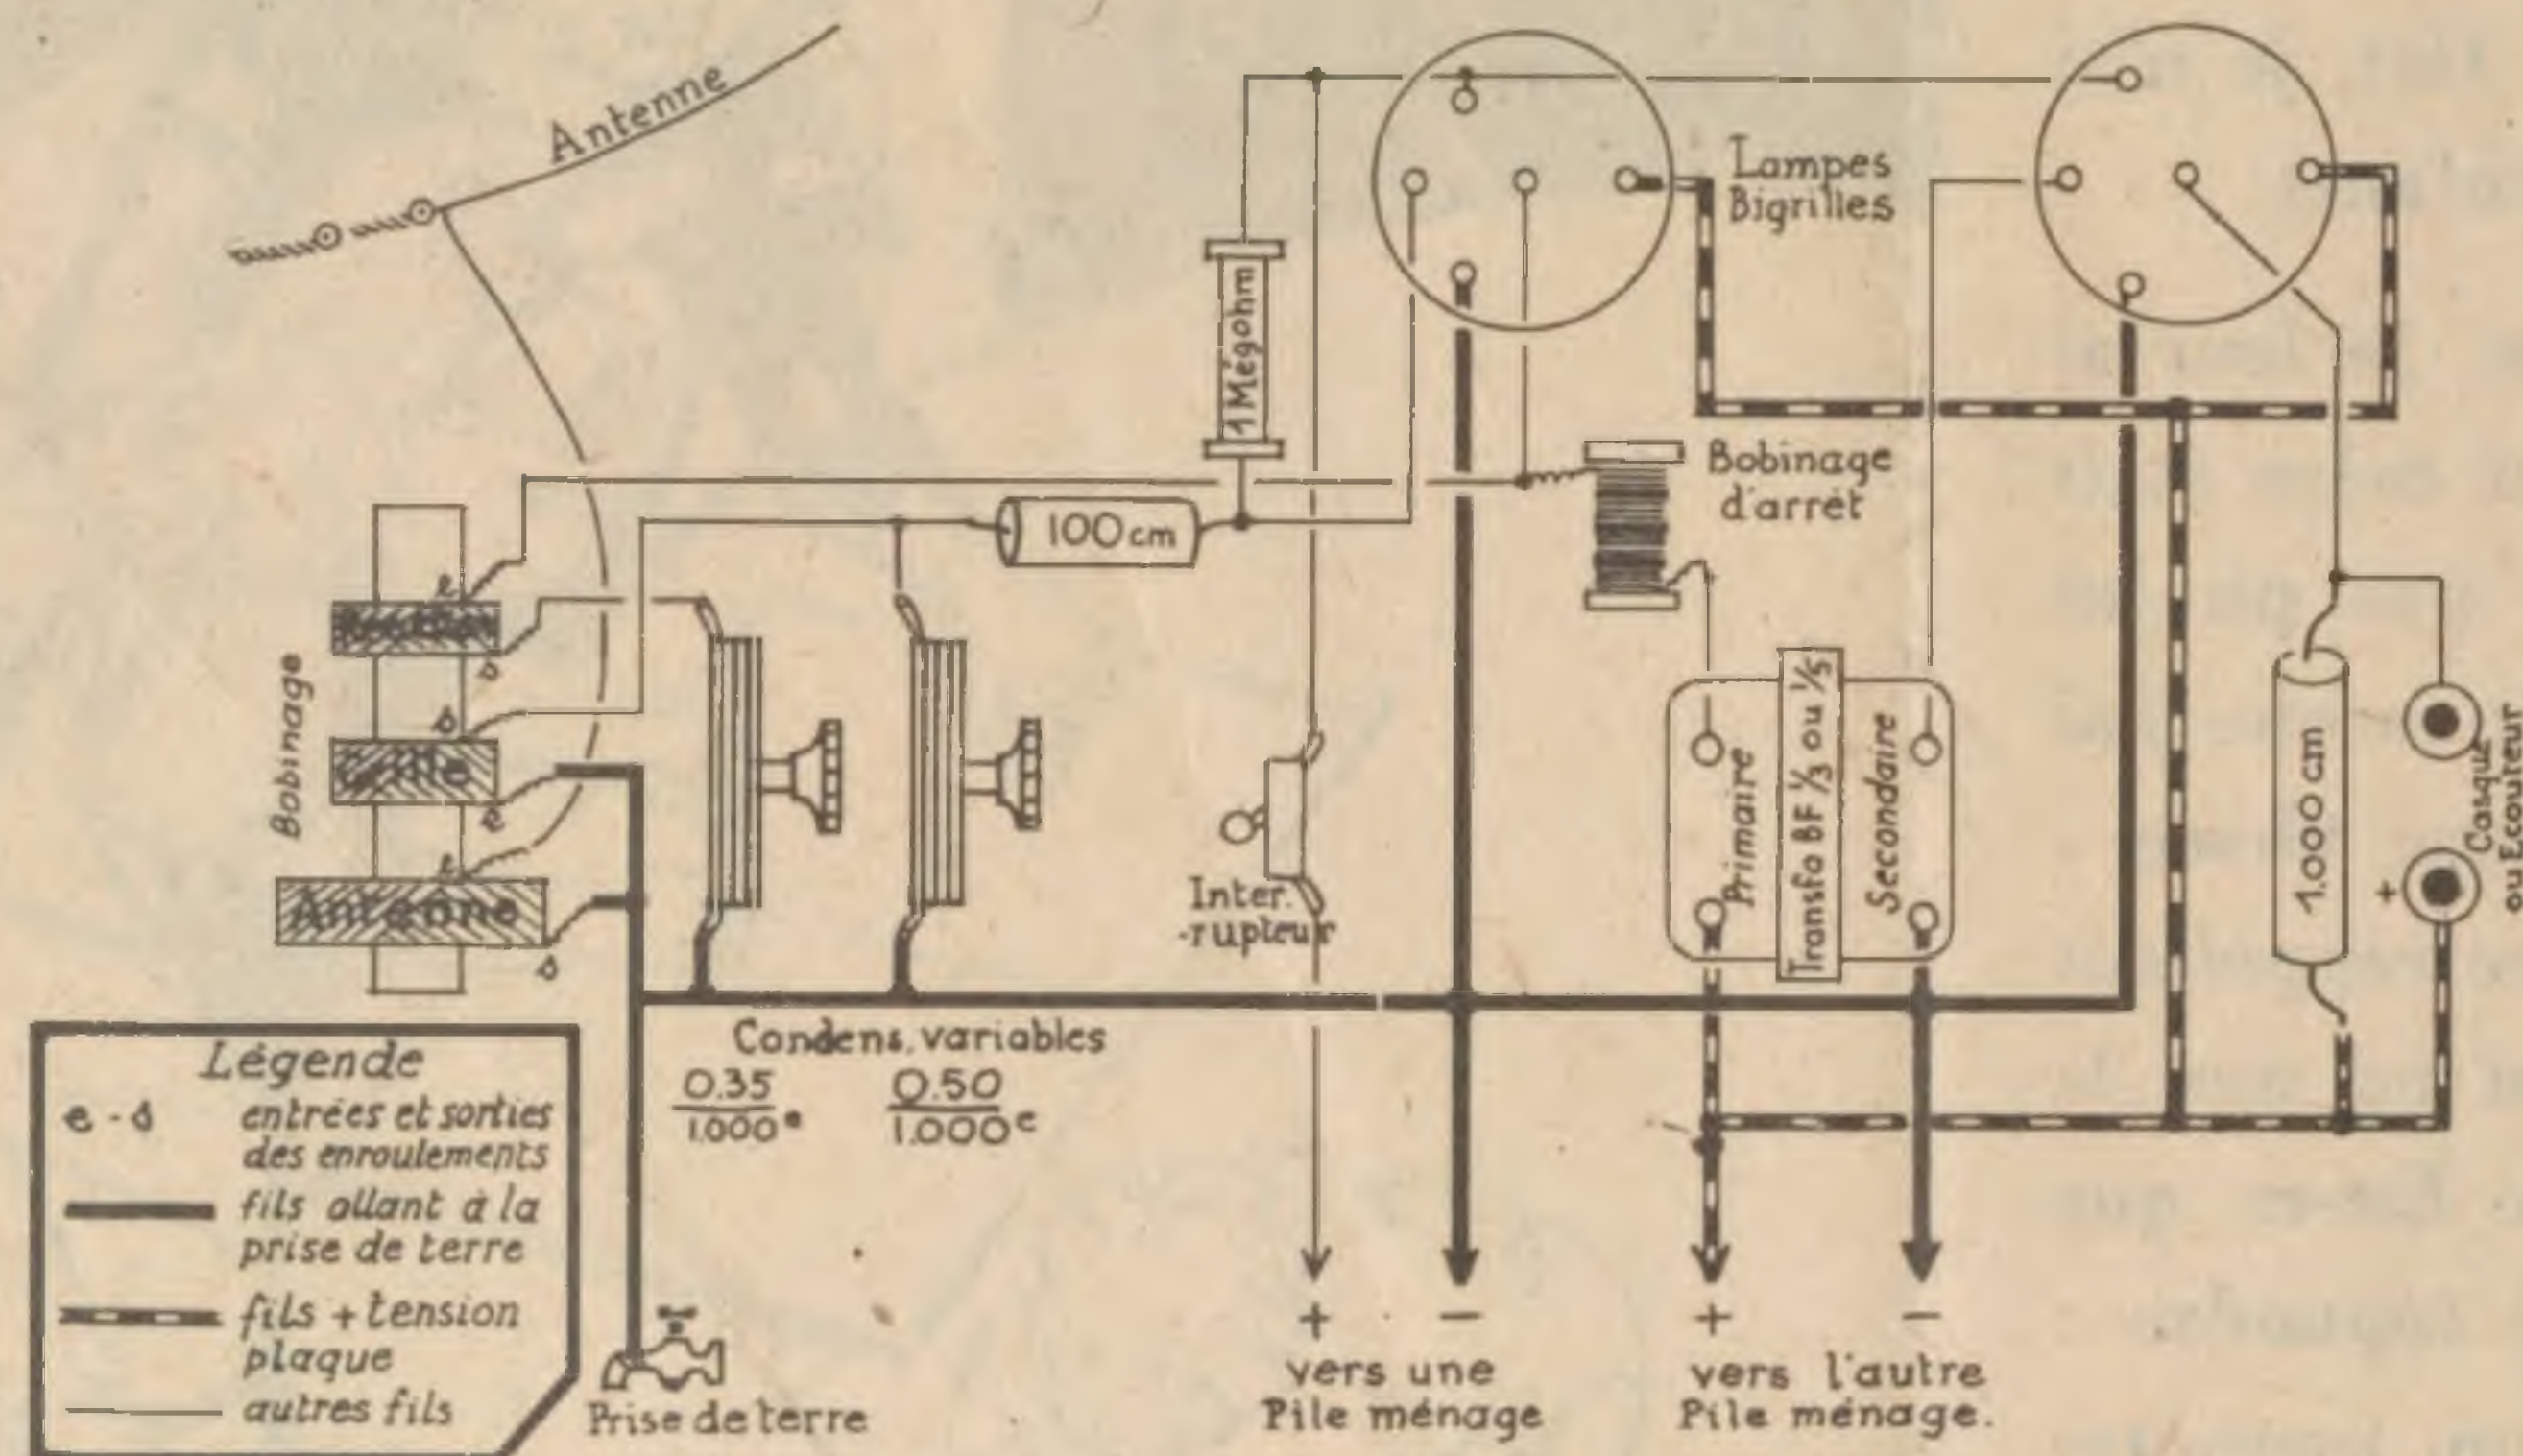 Antenne
Lampes
Bigrilles
1 Mégohm
Bobinage
d'arrêt
100 cm
e
s
Bobinage
s
Grille
e
e
Antenne
s
Inter.
-rupteur
Primaire
Transfo BF 1/3 ou 1/5
Secondaire
1.000 cm
Casque
ou Ecouteur
+
Condens. variables
0.35
1.000e
0.50
1.000e
Légende
e - s entrées et sorties
des enroulements
fils allant à la
prise de terre
fils + tension
plaque
autres fils
Prise de terre
+ -
vers une
Pile ménage
+ -
vers l'autre
Pile ménage.